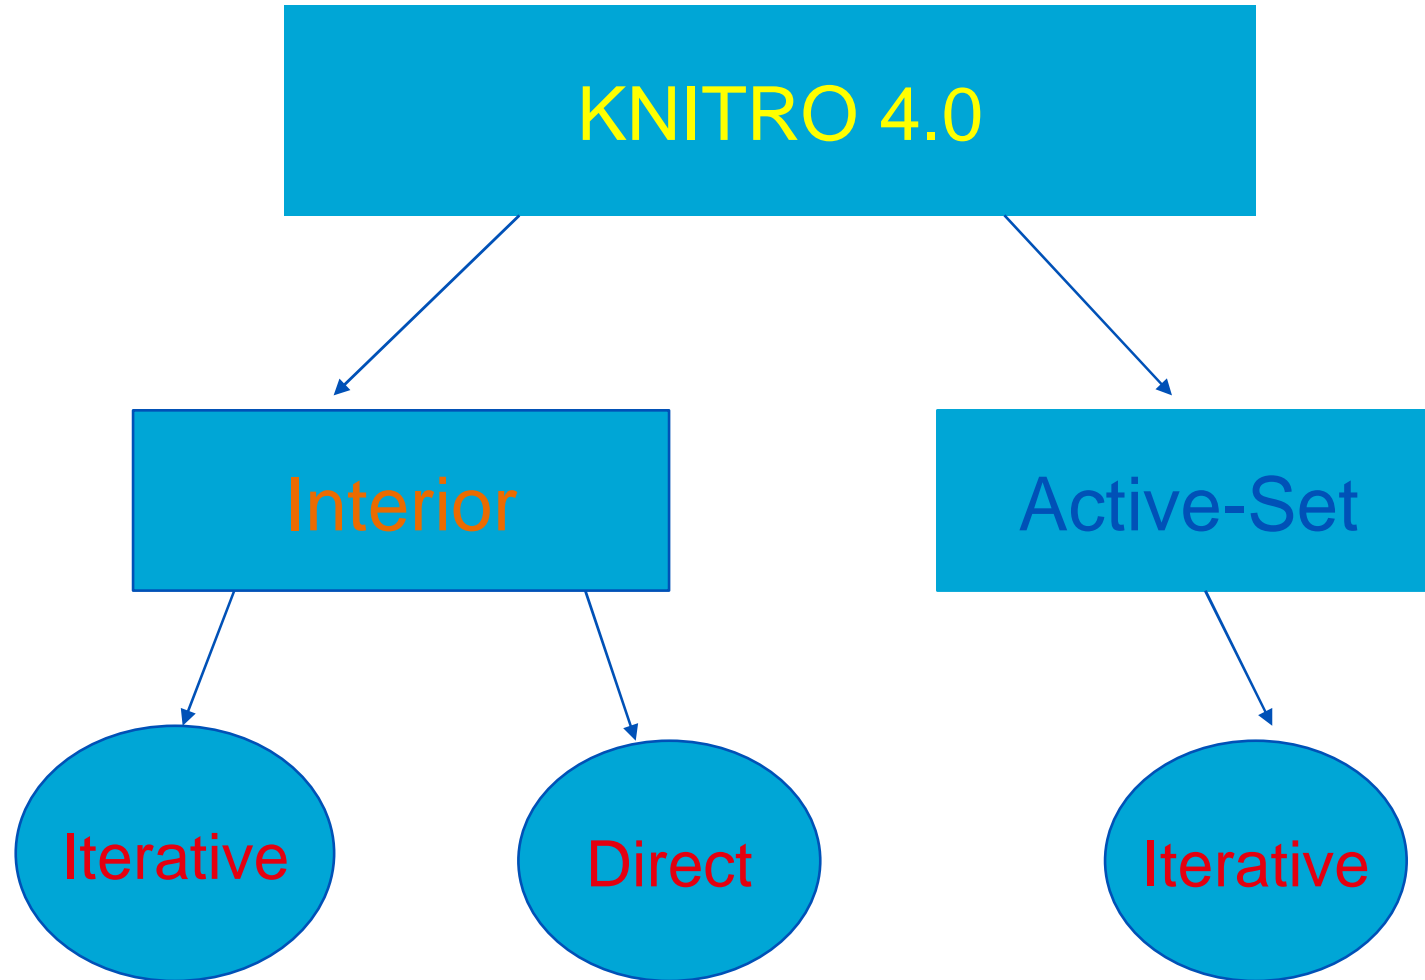 KNITRO 4.0
Interior
Active-Set
Iterative
Direct
Iterative